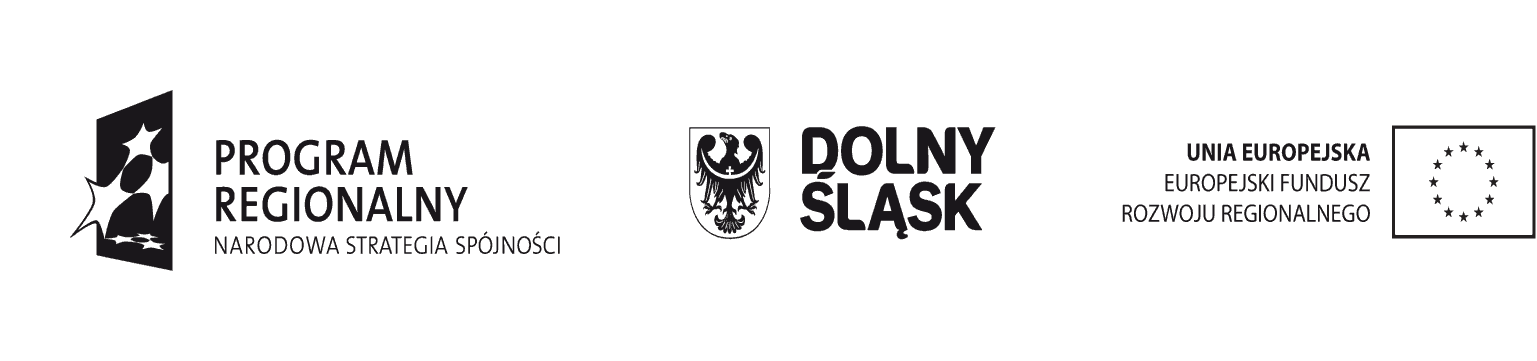 PROGRAM
REGIONALNY
NARODOWA STRATEGIA SPÓJNOŚCI
DOLNY
ŚLĄSK
UNIA EUROPEJSKA
EUROPEJSKI FUNDUSZ
ROZWOJU REGIONALNEGO